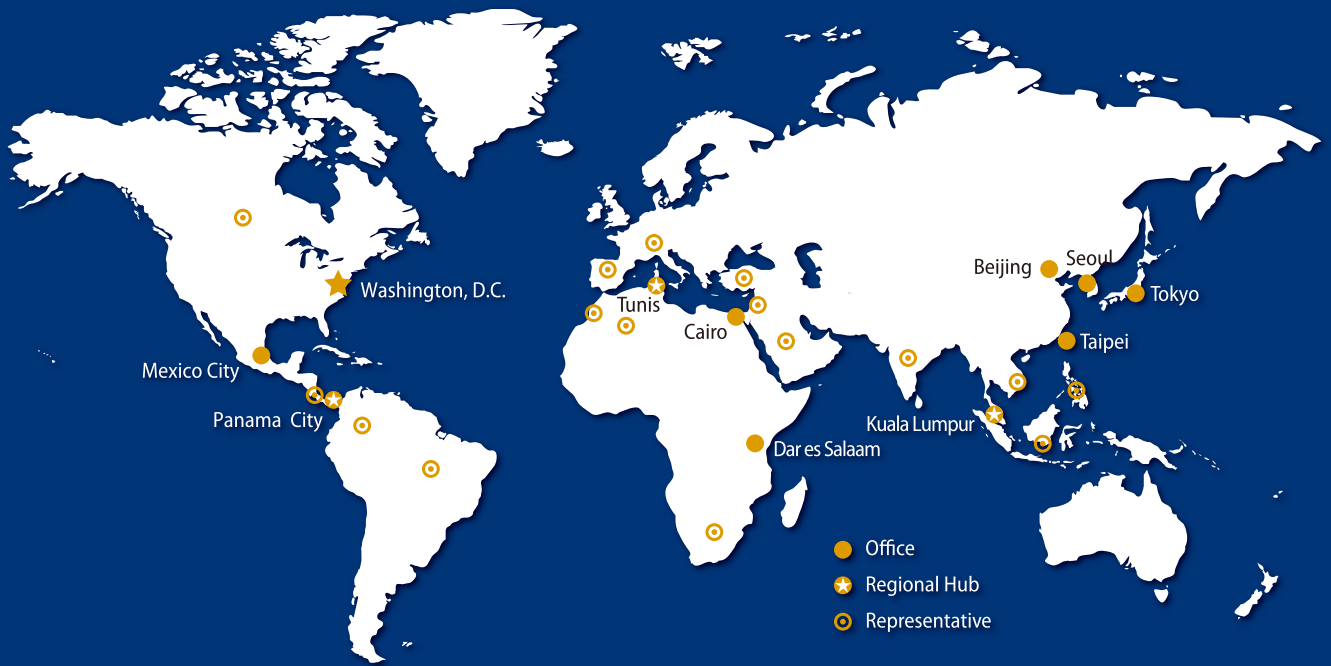 Beijing
Seoul
Washington, D.C.
Tokyo
Tunis
Cairo
Taipei
Mexico City
Panama City
Kuala Lumpur
Dar es Salaam
Office
Regional Hub
Representative